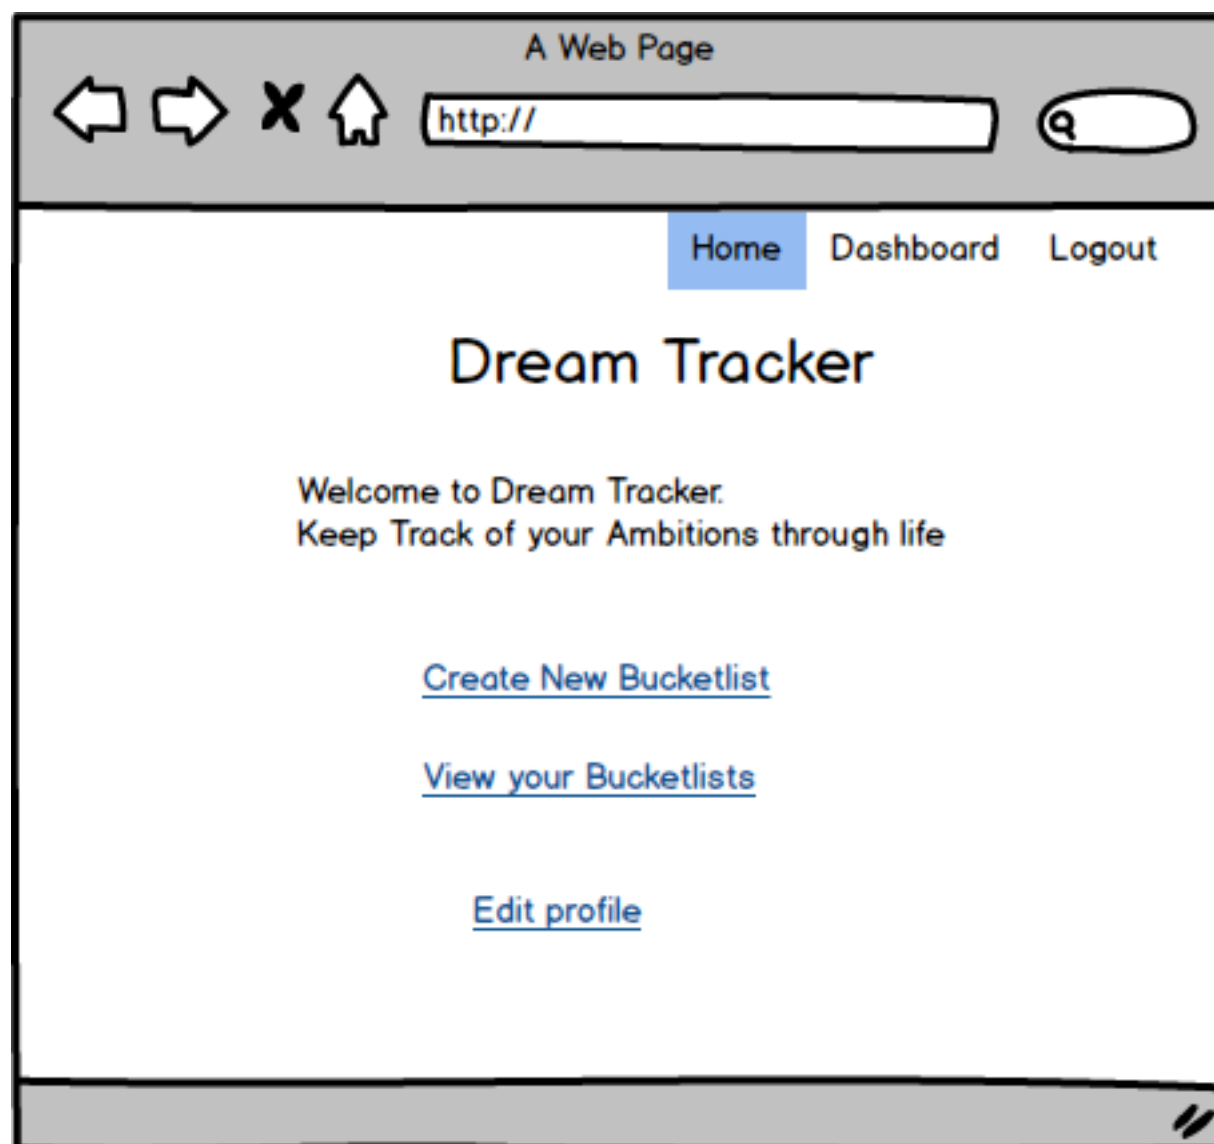 A Web Page
http://
Home Dashboard Logout
Dream Tracker
Welcome to Dream Tracker.
Keep Track of your Ambitions through life
Create New Bucketlist
View your Bucketlists
Edit profile